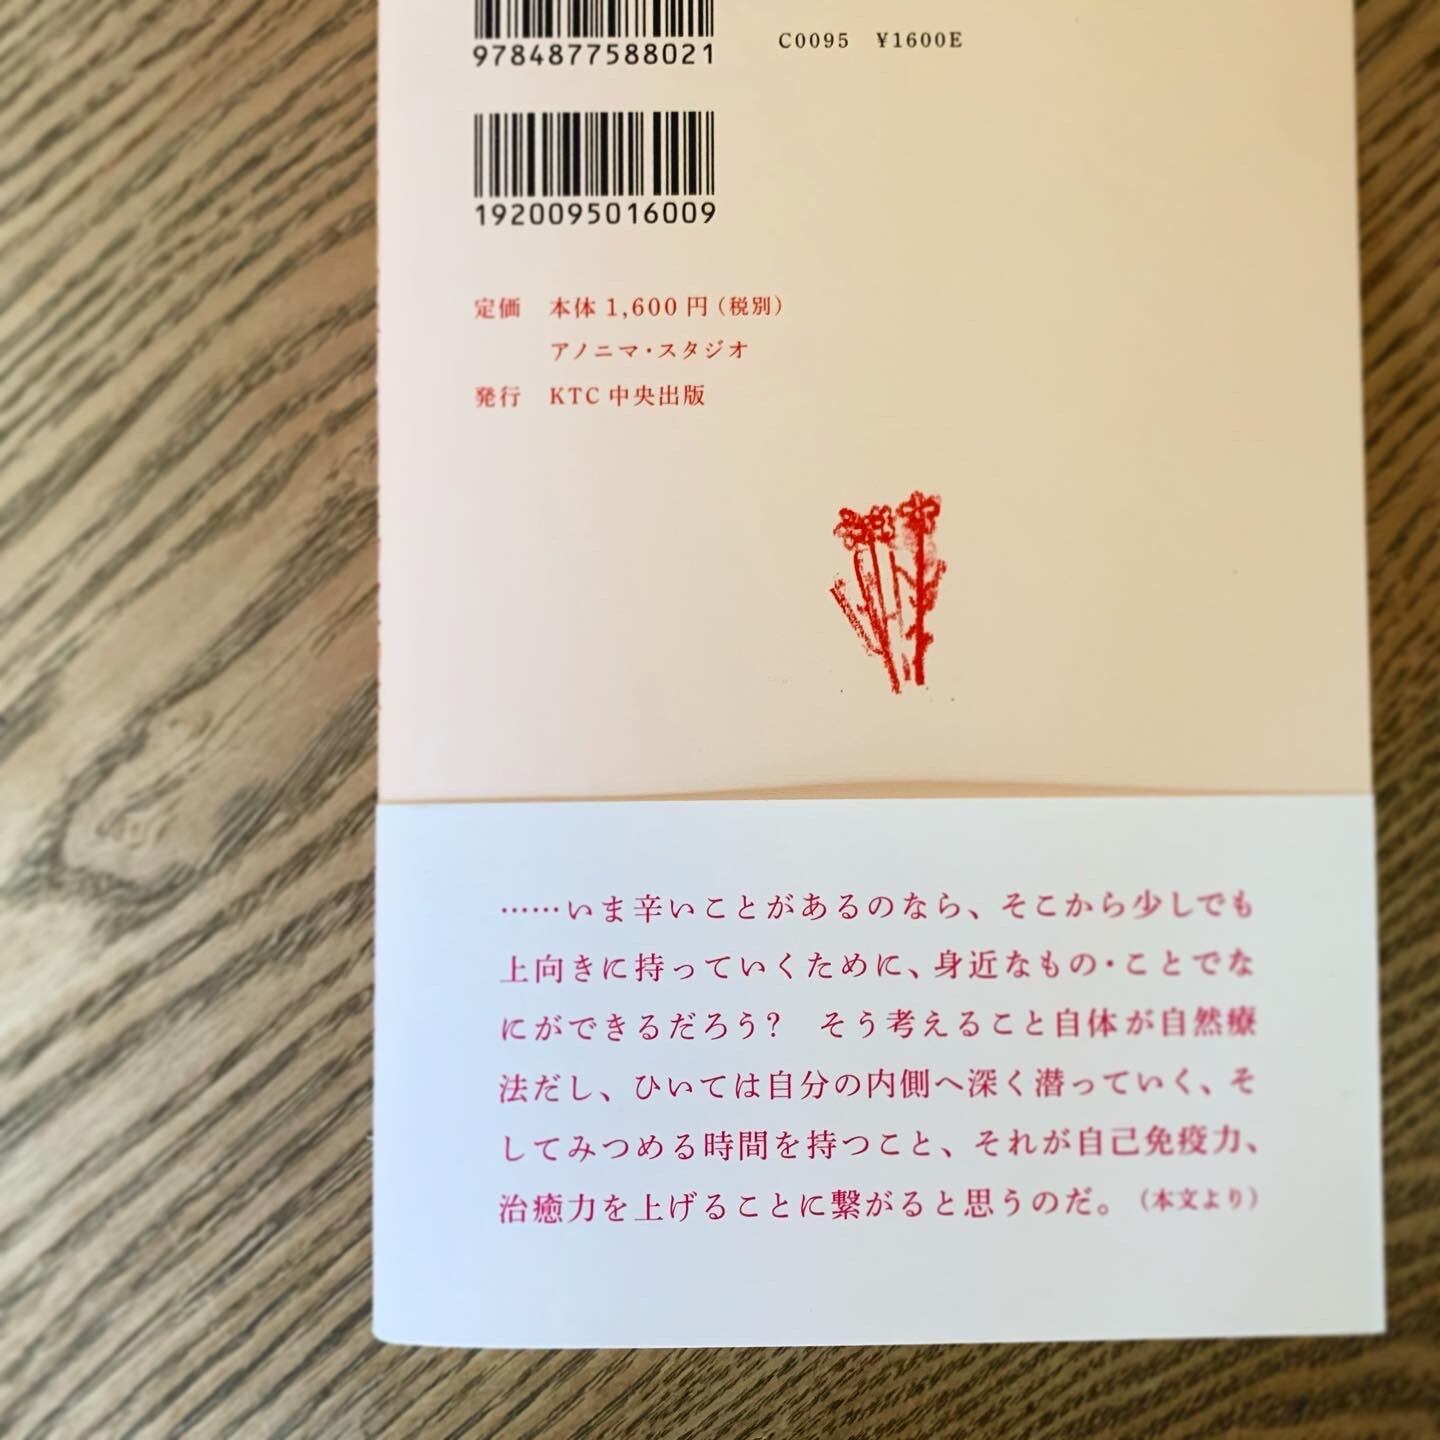 9784877588021
C0095 ¥1600E
1920095016009
定価 本体 1,600 円（税別）
アノニマ・スタジオ
発行 KTC 中央出版
……いま辛いことがあるのなら、そこから少しでも
上向きに持っていくために、身近なもの・ことでな
にができるだろう？ そう考えること自体が自然療
法だし、ひいては自分の内側へ深く潜っていく、そ
してみつめる時間を持つこと、それが自己免疫力、
治癒力を上げることに繋がると思うのだ。（本文より）